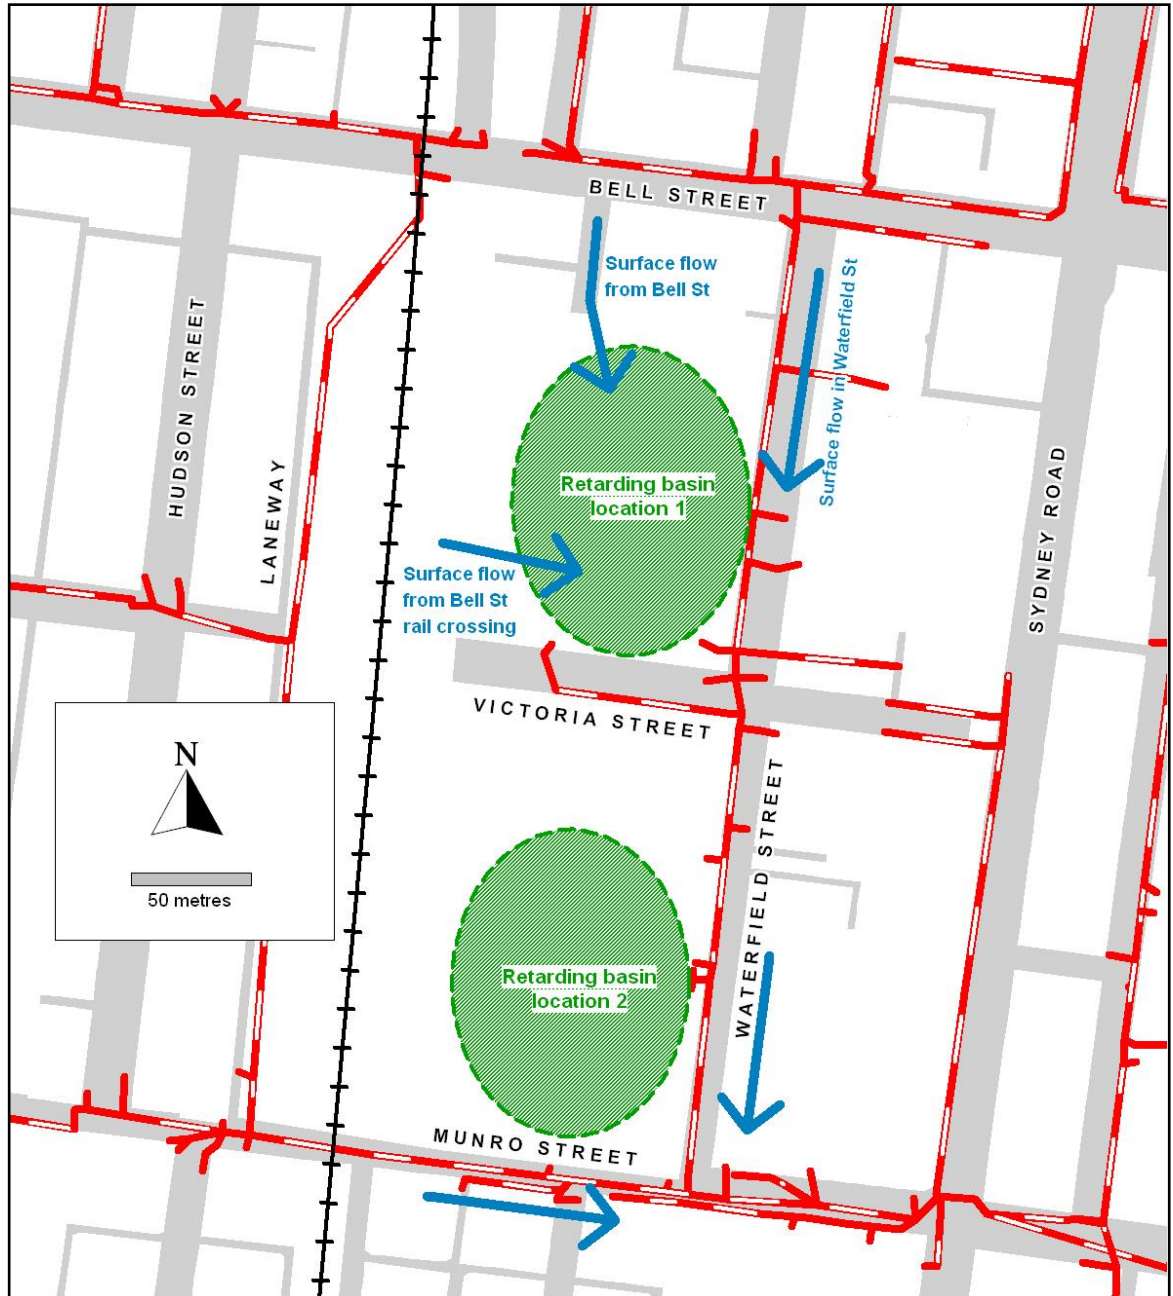 BELL STREET
Surface flow
from Bell St
Surface flow in Waterfield St
HUDSON STREET
LANEWAY
Retarding basin
location 1
SYDNEY ROAD
Surface flow
from Bell St
rail crossing
VICTORIA STREET
N
50 metres
WATERFIELD STREET
Retarding basin
location 2
MUNRO STREET